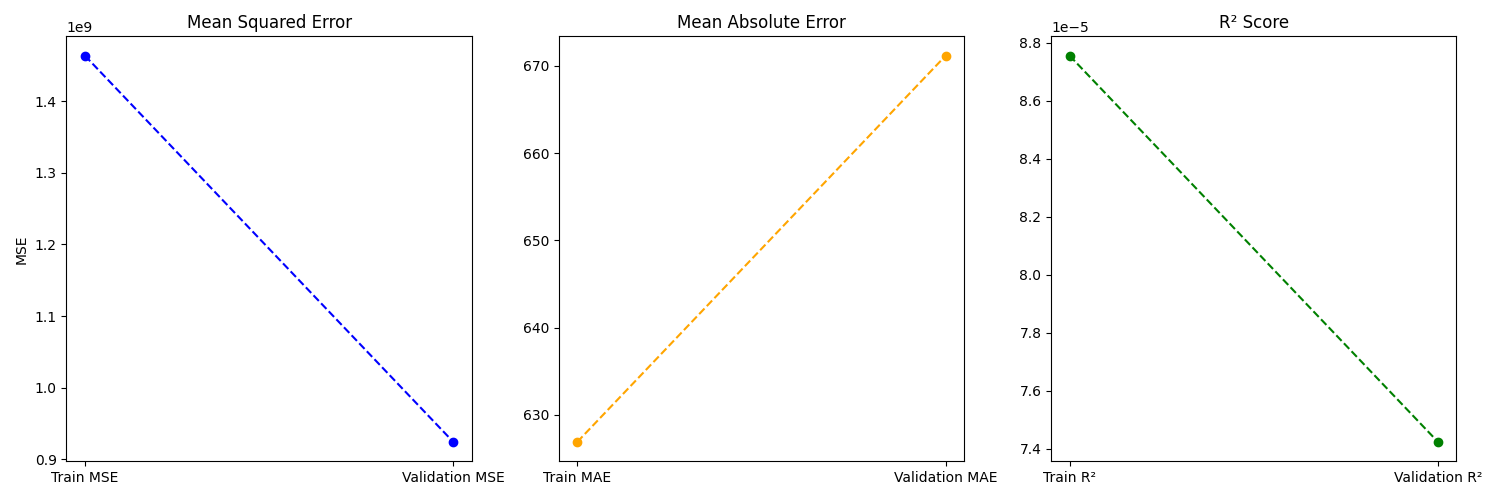 Mean Squared Error
1e9
1.4
1.3
1.2
1.1
1.0
0.9
MSE
Train MSE
Validation MSE
Mean Absolute Error
670
660
650
640
630
Train MAE
Validation MAE
R² Score
1e−5
8.8
8.6
8.4
8.2
8.0
7.8
7.6
7.4
Train R²
Validation R²